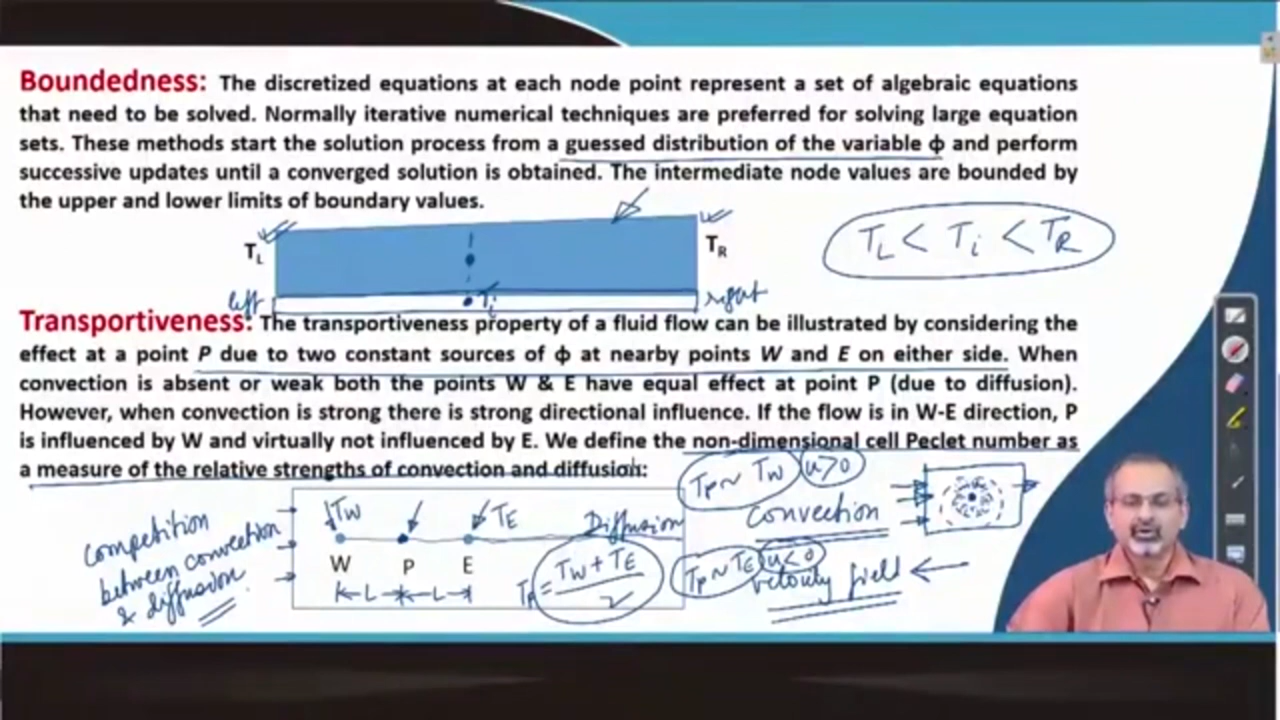 Boundedness: The discretized equations at each node point represent a set of algebraic equations
that need to be solved. Normally iterative numerical techniques are preferred for solving large equation
sets. These methods start the solution process from a guessed distribution of the variable ϕ and perform
successive updates until a converged solution is obtained. The intermediate node values are bounded by
the upper and lower limits of boundary values.
T_L
T_R
T_L < T_i < T_R
left
T_i
right
Transportiveness: The transportiveness property of a fluid flow can be illustrated by considering the
effect at a point P due to two constant sources of ϕ at nearby points W and E on either side. When
convection is absent or weak both the points W & E have equal effect at point P (due to diffusion).
However, when convection is strong there is strong directional influence. If the flow is in W-E direction, P
is influenced by W and virtually not influenced by E. We define the non-dimensional cell Peclet number as
a measure of the relative strengths of convection and diffusion:
T_P ~ T_W u>0
competition
between convection
& diffusion
T_W
T_E
Diffusion
Convection
W P E
L L
T_P = T_W + T_E / 2
T_P ~ T_E u<0
velocity field